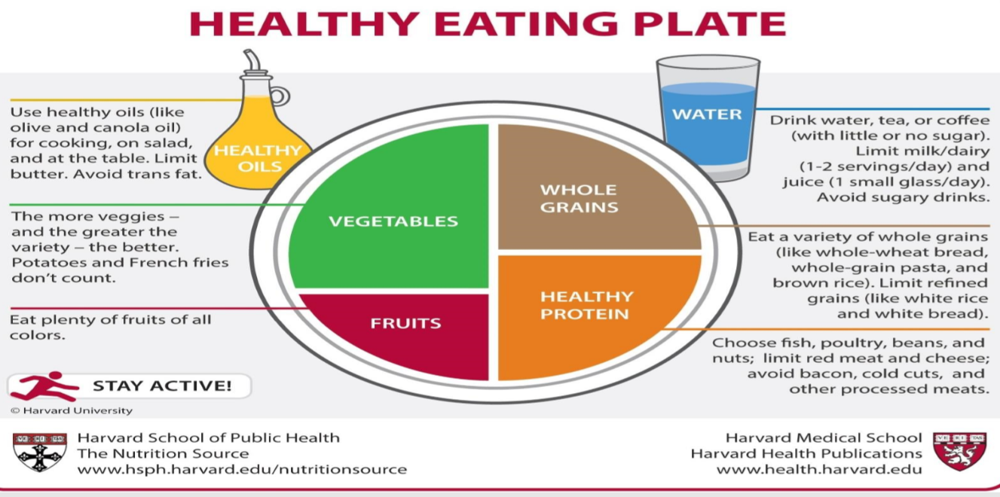 HEALTHY EATING PLATE
Use healthy oils (like
olive and canola oil)
for cooking, on salad,
and at the table. Limit
butter. Avoid trans fat.
HEALTHY
OILS
The more veggies –
and the greater the
variety – the better.
Potatoes and French fries
don't count.
Eat plenty of fruits of all
colors.
STAY ACTIVE!
© Harvard University
VEGETABLES
FRUITS
WHOLE
GRAINS
HEALTHY
PROTEIN
WATER
Drink water, tea, or coffee
(with little or no sugar).
Limit milk/dairy
(1-2 servings/day) and
juice (1 small glass/day).
Avoid sugary drinks.
Eat a variety of whole grains
(like whole-wheat bread,
whole-grain pasta, and
brown rice). Limit refined
grains (like white rice
and white bread).
Choose fish, poultry, beans, and
nuts; limit red meat and cheese;
avoid bacon, cold cuts, and
other processed meats.
VE RI TAS
Harvard School of Public Health
The Nutrition Source
www.hsph.harvard.edu/nutritionsource
Harvard Medical School
Harvard Health Publications
www.health.harvard.edu
VE RI TAS